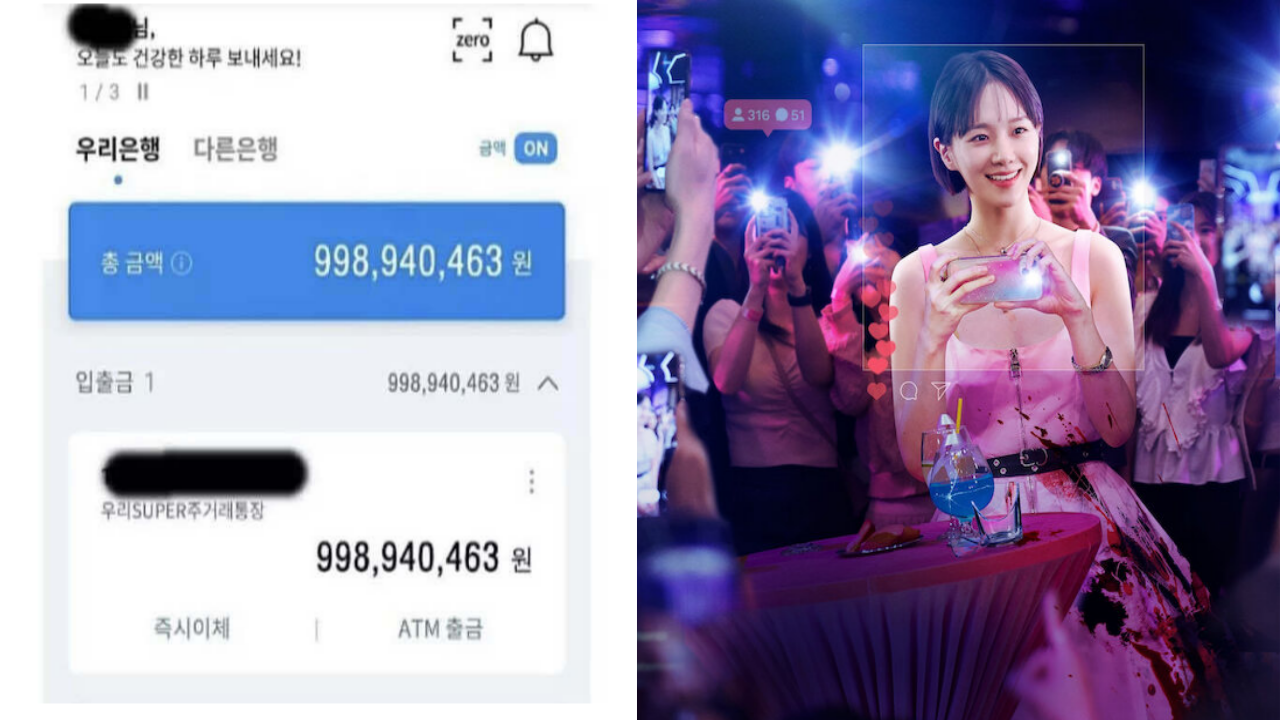 님,
오늘도 건강한 하루 보내세요!
1 / 3
zero
우리은행 다른은행 금액 ON
총 금액 998,940,463 원
입출금 1 998,940,463 원
우리SUPER주거래통장
998,940,463 원
즉시이체 | ATM 출금
316 51